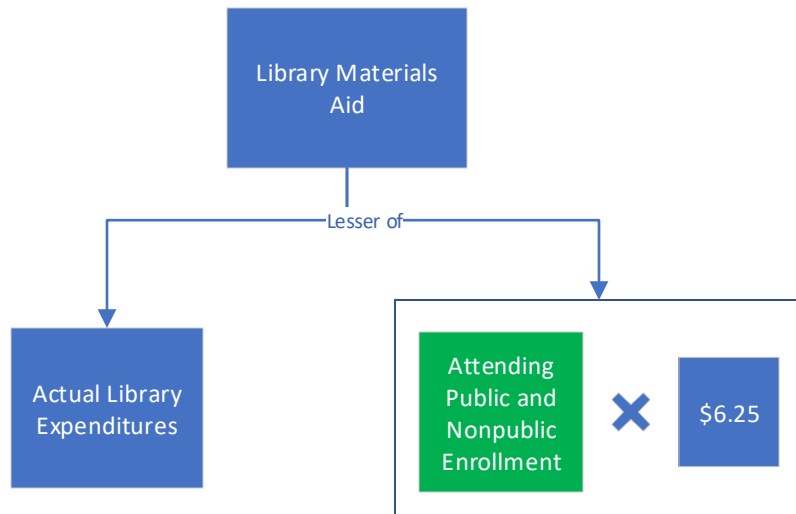 Library Materials
Aid
Lesser of
Actual Library
Expenditures
Attending
Public and
Nonpublic
Enrollment
$6.25